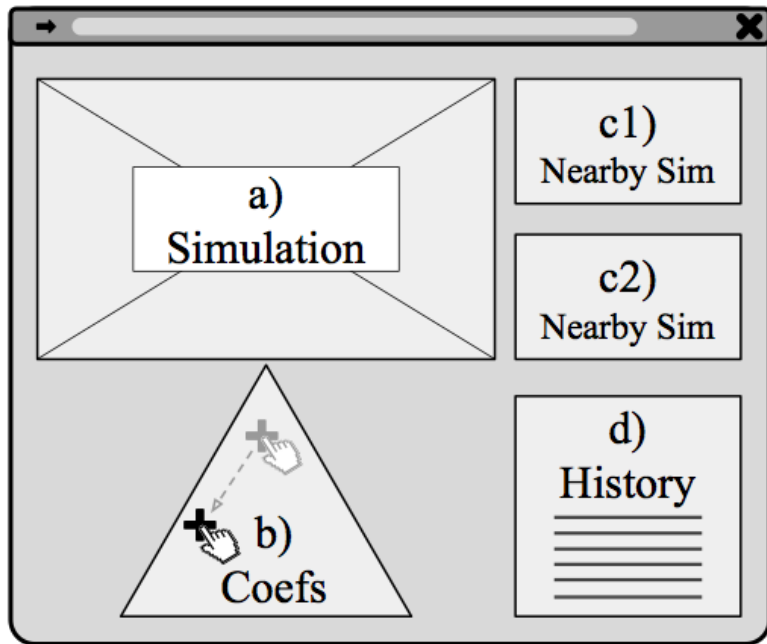 a)
Simulation
c1)
Nearby Sim
c2)
Nearby Sim
b)
Coefs
d)
History